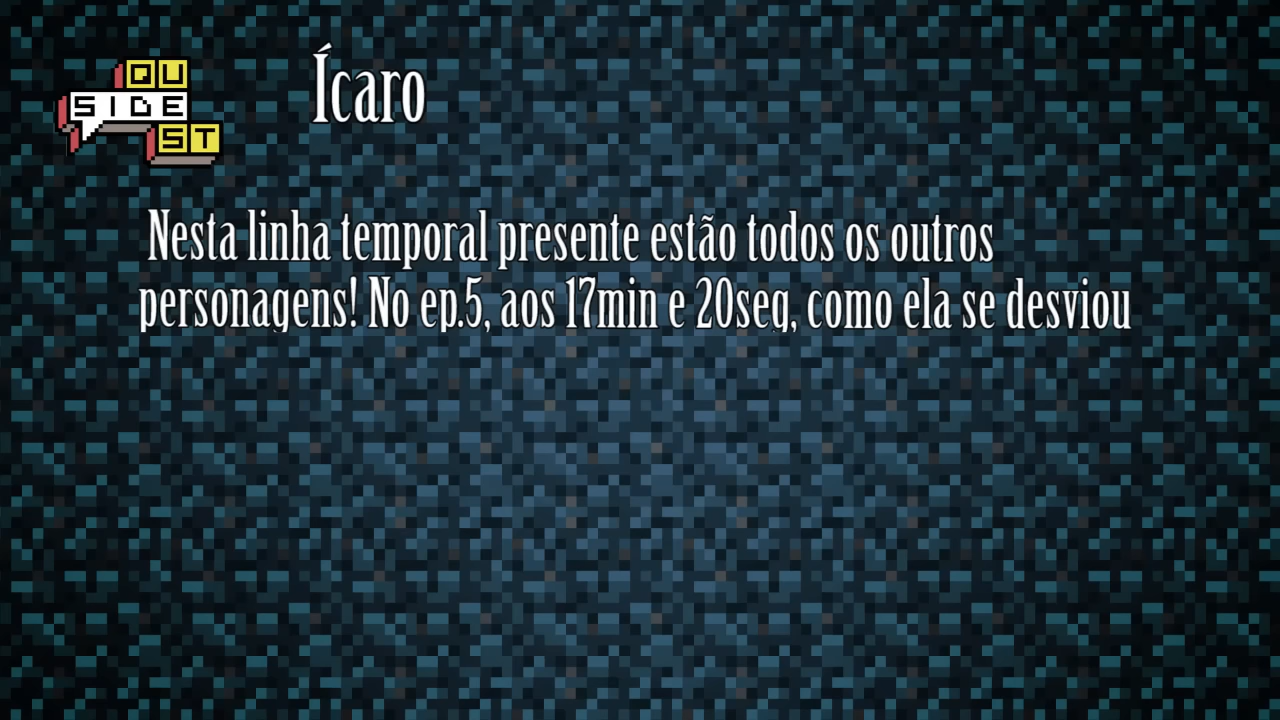 QU
SIDE
ST
Ícaro
Nesta linha temporal presente estão todos os outros
personagens! No ep.5, aos 17min e 20seg, como ela se desviou